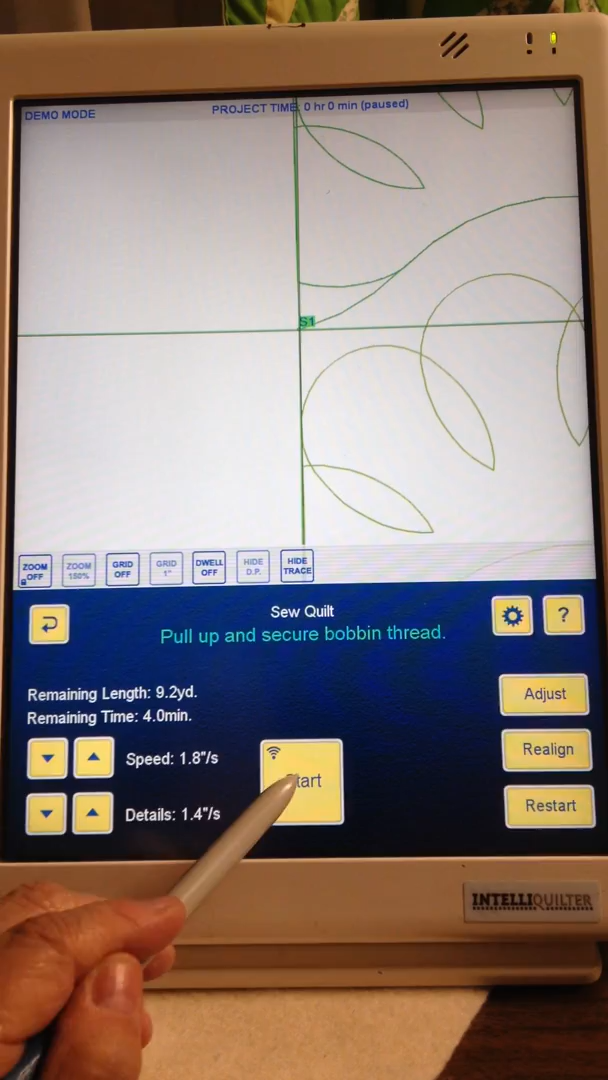 DEMO MODE
PROJECT TIME: 0 hr 0 min (paused)
S1
ZOOM OFF
ZOOM 150%
GRID OFF
GRID 1"
DWELL OFF
HIDE D.P.
HIDE TRACE
Sew Quilt
?
Pull up and secure bobbin thread.
Remaining Length: 9.2yd.
Adjust
Remaining Time: 4.0min.
Realign
Speed: 1.8"/s
Start
Restart
Details: 1.4"/s
INTELLIQUILTER